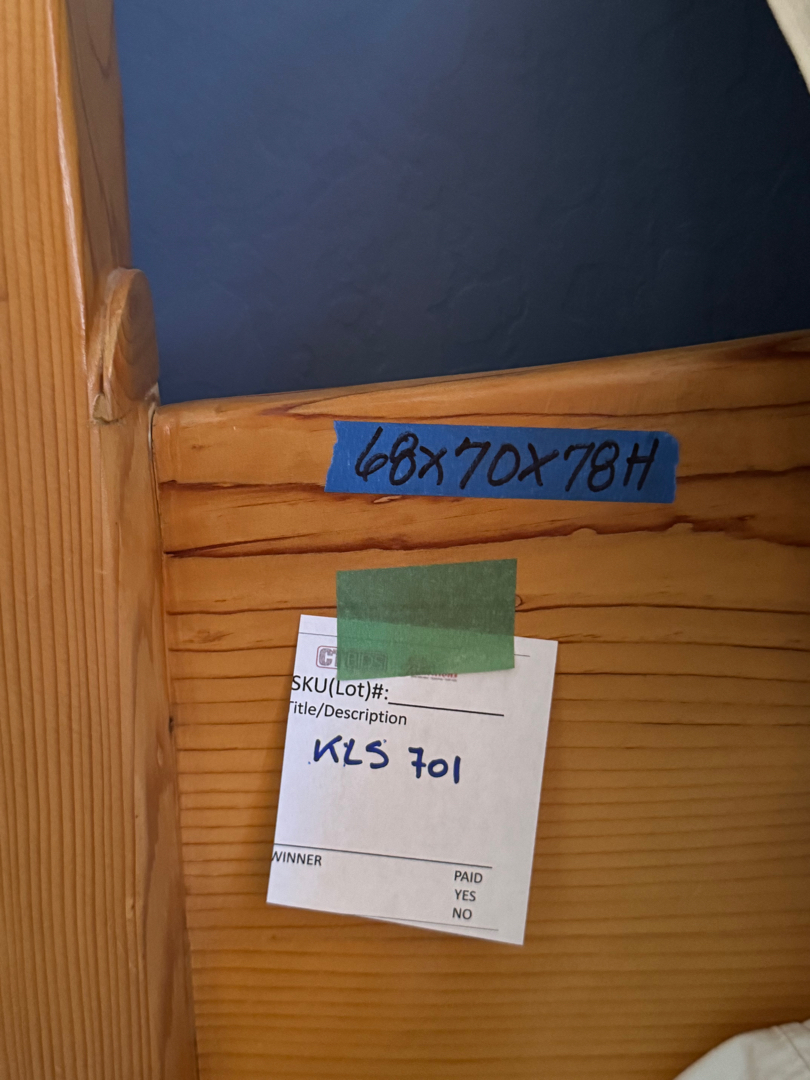 68x70x78H
SKU(Lot)#:
Title/Description
KLS 701
WINNER
PAID
YES
NO